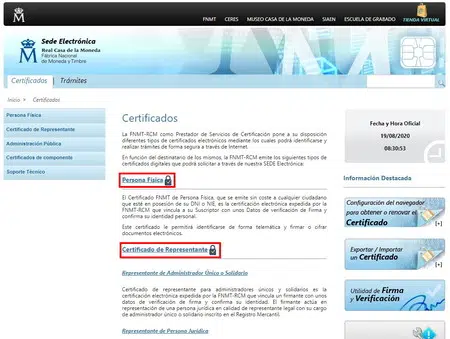 FNMT CERES MUSEO CASA DE LA MONEDA SIAEN ESCUELA DE GRABADO TIENDA VIRTUAL
Sede Electrónica
Real Casa de la Moneda
Fábrica Nacional
de Moneda y Timbre
Certificados Trámites
Inicio > Certificados
Persona Física
Certificado de Representante
Administración Pública
Certificados de componente
Soporte Técnico
Certificados
La FNMT-RCM como Prestador de Servicios de Certificación pone a su disposición
diferentes tipos de certificados electrónicos mediante los cuales podrá identificarse y
realizar trámites de forma segura a través de Internet.
En función del destinatario de los mismos, la FNMT-RCM emite los siguientes tipos de
certificados digitales que podrá solicitar a través de nuestra SEDE Electrónica:
Persona Física
El Certificado FNMT de Persona Física, que se emite sin coste a cualquier ciudadano
que esté en posesión de su DNI o NIE, es la certificación electrónica expedida por la
FNMT-RCM que vincula a su Suscriptor con unos Datos de verificación de Firma y
confirma su identidad personal.
Este certificado le permitirá identificarse de forma telemática y firmar o cifrar
documentos electrónicos.
Certificado de Representante
Representante de Administrador Único o Solidario
Certificado de representante para administradores únicos y solidarios es la
certificación electrónica expedida por la FNMT-RCM que vincula un firmante con unos
datos de verificación de firma y confirma su identidad. El firmante actúa en
representación de una persona jurídica en calidad de representante legal con su cargo
de administrador único o solidario inscrito en el Registro Mercantil.
Representante de Persona Jurídica
Fecha y Hora Oficial
19/08/2020
08:30:53
Información Destacada
Configuración del navegador
para obtener o renovar el
Certificado [+]
Exportar / Importar
un Certificado [+]
Utilidad de Firma
y Verificación